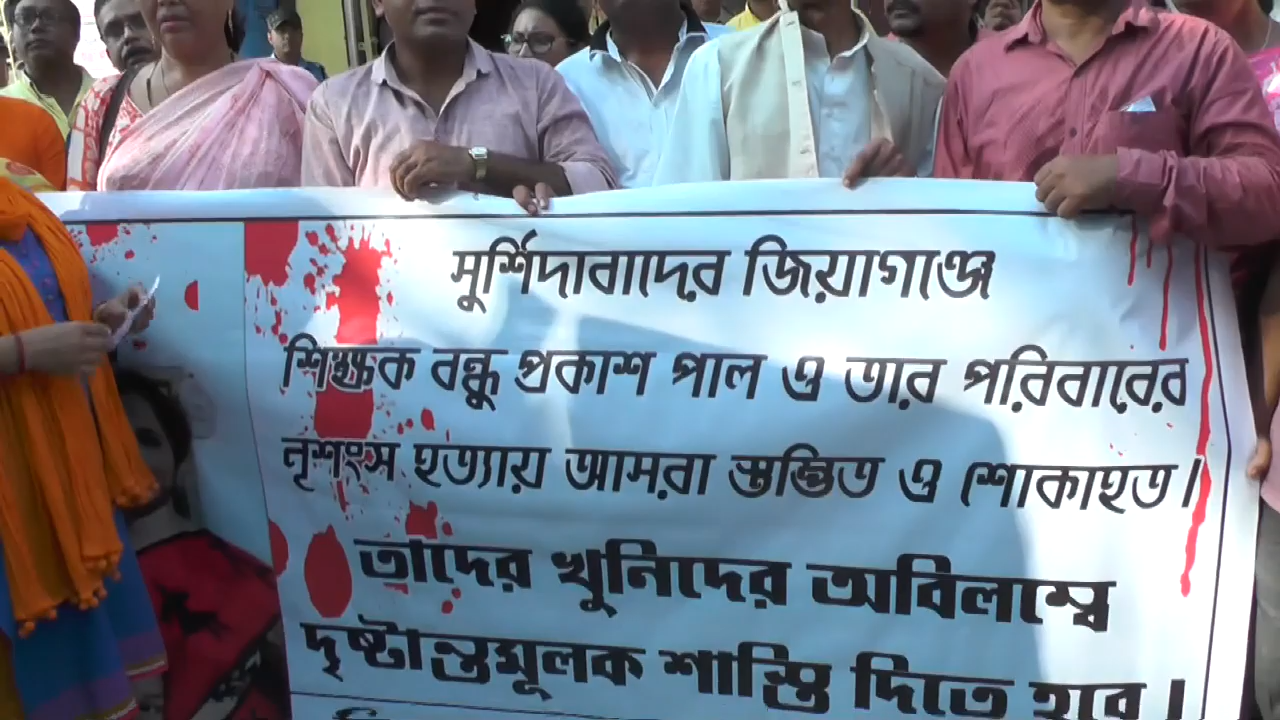 মুর্শিদাবাদের জিয়াগঞ্জে
শিক্ষক বন্ধু প্রকাশ পাল ও তার পরিবারের
নৃশংস হত্যায় আমরা স্তম্ভিত ও শোকাহত।
তাদের খুনিদের অবিলম্বে
দৃষ্টান্তমূলক শাস্তি দিতে হবে।